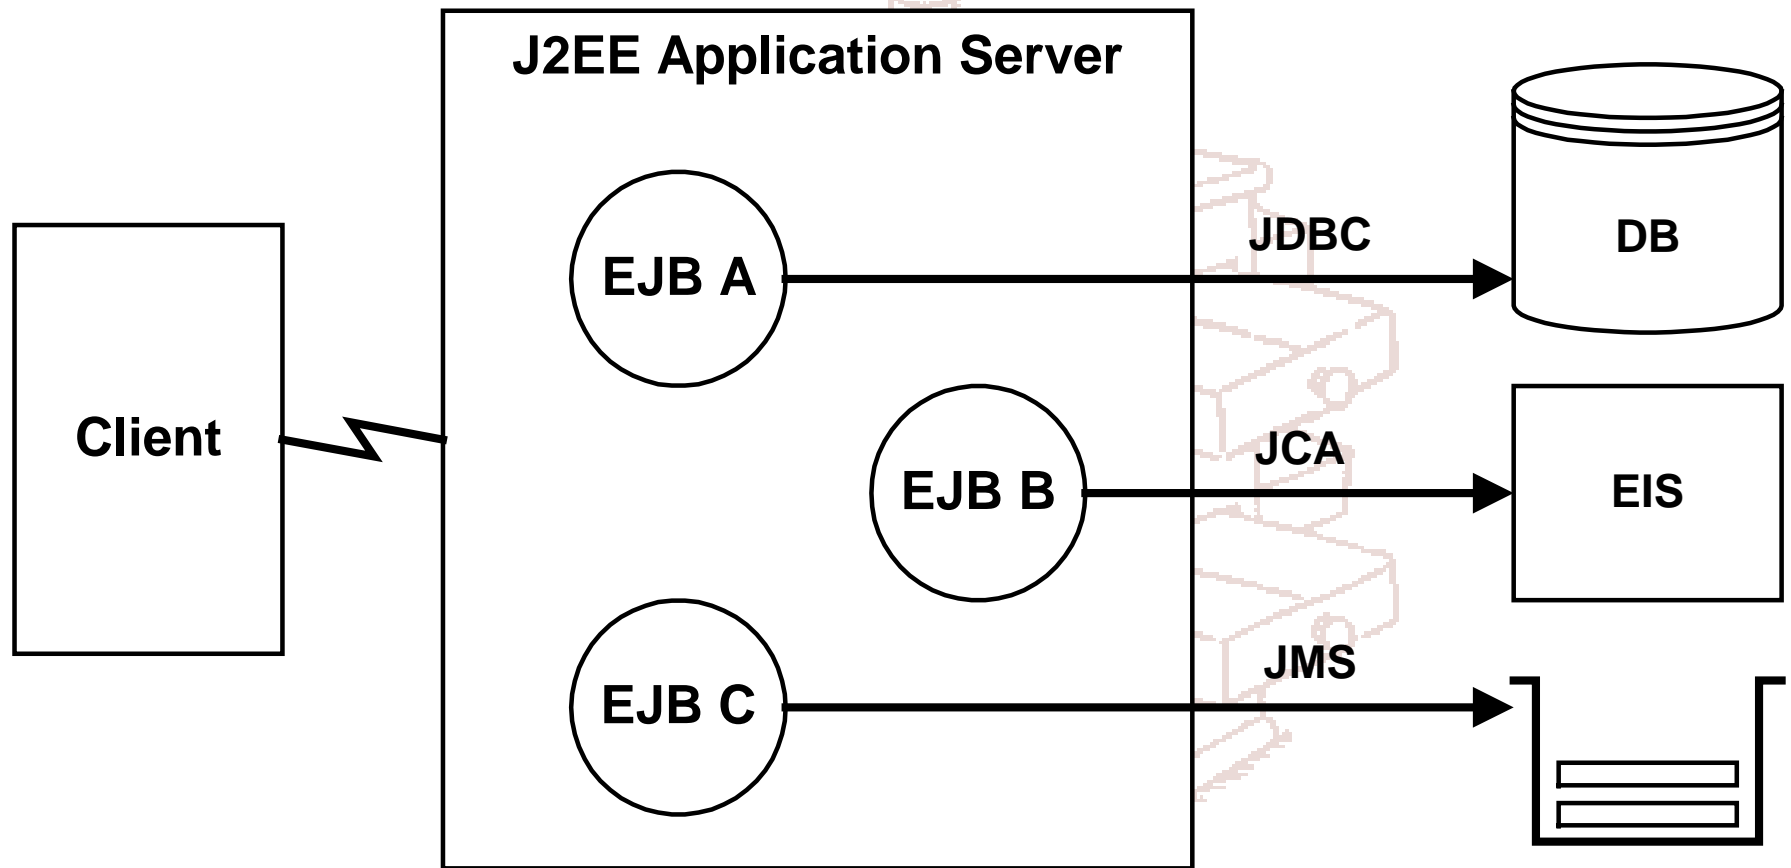 J2EE Application Server
Client
EJB A
JDBC
DB
EJB B
JCA
EIS
EJB C
JMS